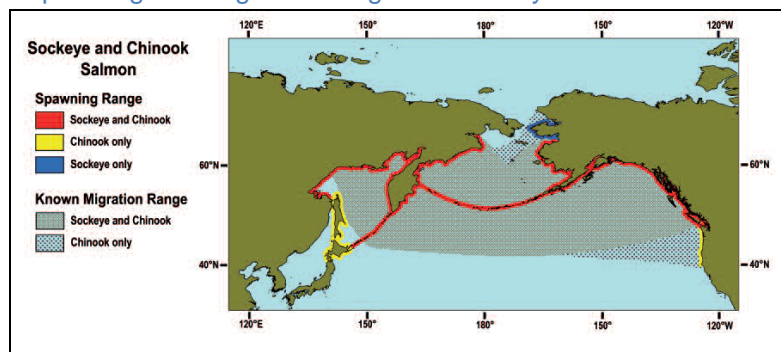 120°E 150°E 180° 150°W 120°W
Sockeye and Chinook
Salmon
Spawning Range
Sockeye and Chinook
Chinook only
Sockeye only
Known Migration Range
Sockeye and Chinook
Chinook only
60°N 60°N
40°N 40°N
120°E 150°E 180° 150°W 120°W